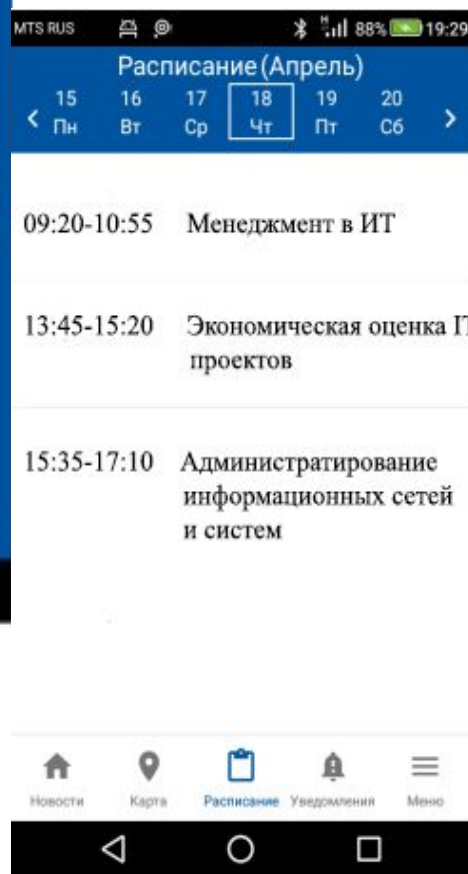 MTS RUS 88% 19:29
Расписание(Апрель)
15 16 17 18 19 20
Пн Вт Ср Чт Пт Сб
09:20-10:55 Менеджмент в ИТ
13:45-15:20 Экономическая оценка IT
проектов
15:35-17:10 Администратирование
информационных сетей
и систем
Новости Карта Расписание Уведомления Меню